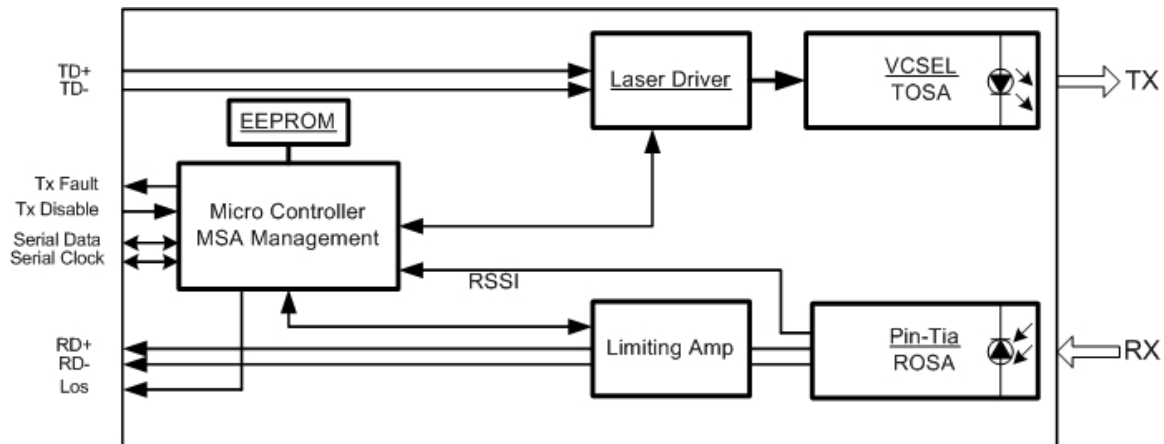 TD+
TD-
Laser Driver
VCSEL
TOSA
TX
EEPROM
Tx Fault
Tx Disable
Serial Data
Serial Clock
Micro Controller
MSA Management
RSSI
RD+
RD-
Los
Limiting Amp
Pin-Tia
ROSA
RX